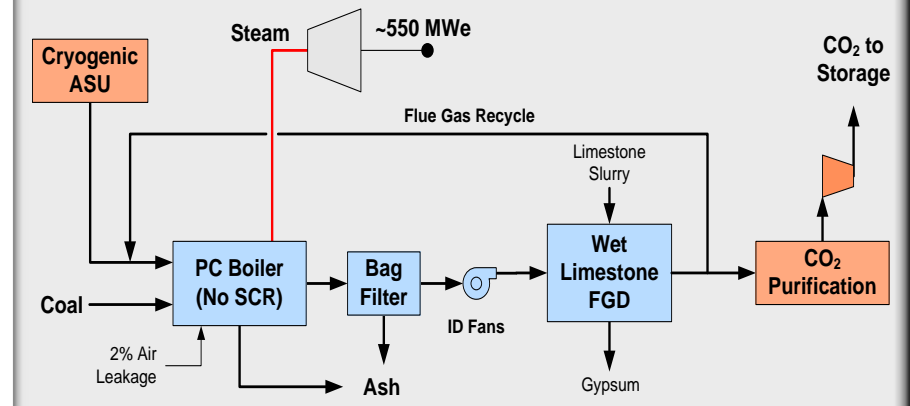 Steam
~550 MWe
Cryogenic
ASU
CO₂ to
Storage
Flue Gas Recycle
Limestone
Slurry
PC Boiler
(No SCR)
Bag
Filter
Wet
Limestone
FGD
CO₂
Purification
Coal
ID Fans
2% Air
Leakage
Ash
Gypsum